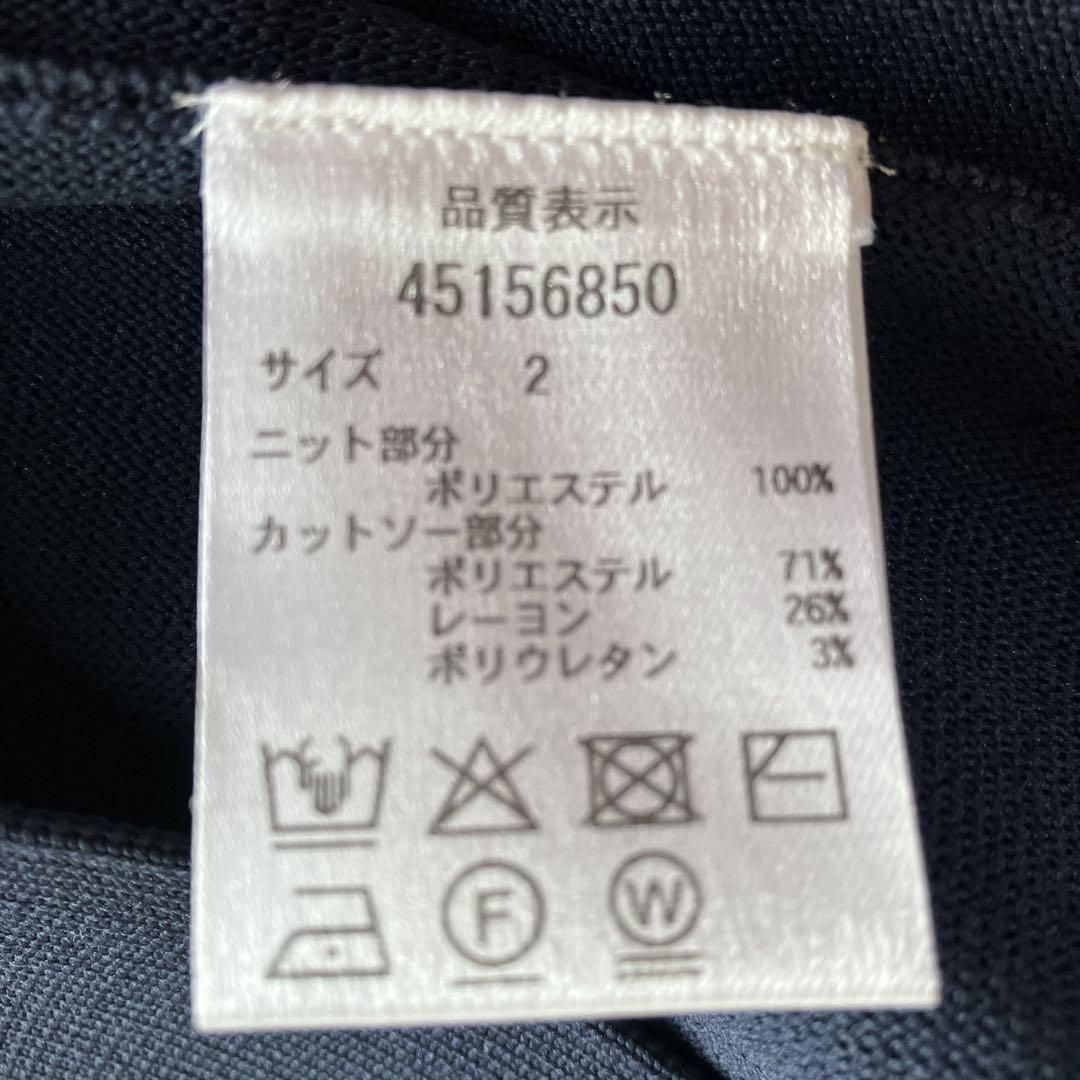 品質表示
45156850
サイズ 2
ニット部分
ポリエステル 100%
カットソー部分
ポリエステル 71%
レーヨン 26%
ポリウレタン 3%
F W